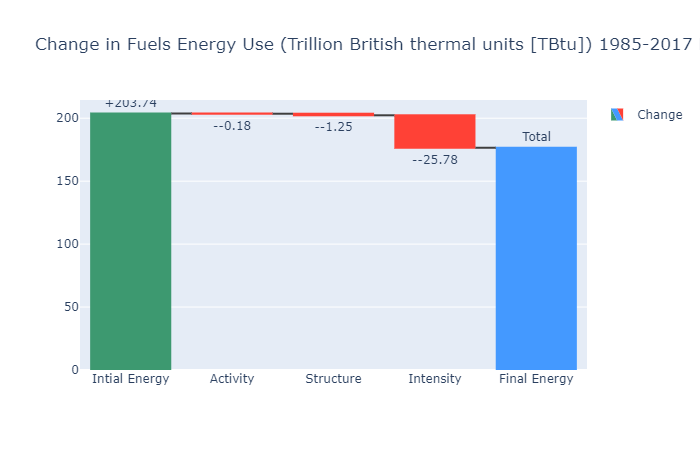 Change in Fuels Energy Use (Trillion British thermal units [TBtu]) 1985-2017
+203.74
--0.18
--1.25
--25.78
Total
Change
200
150
100
50
0
Intial Energy
Activity
Structure
Intensity
Final Energy